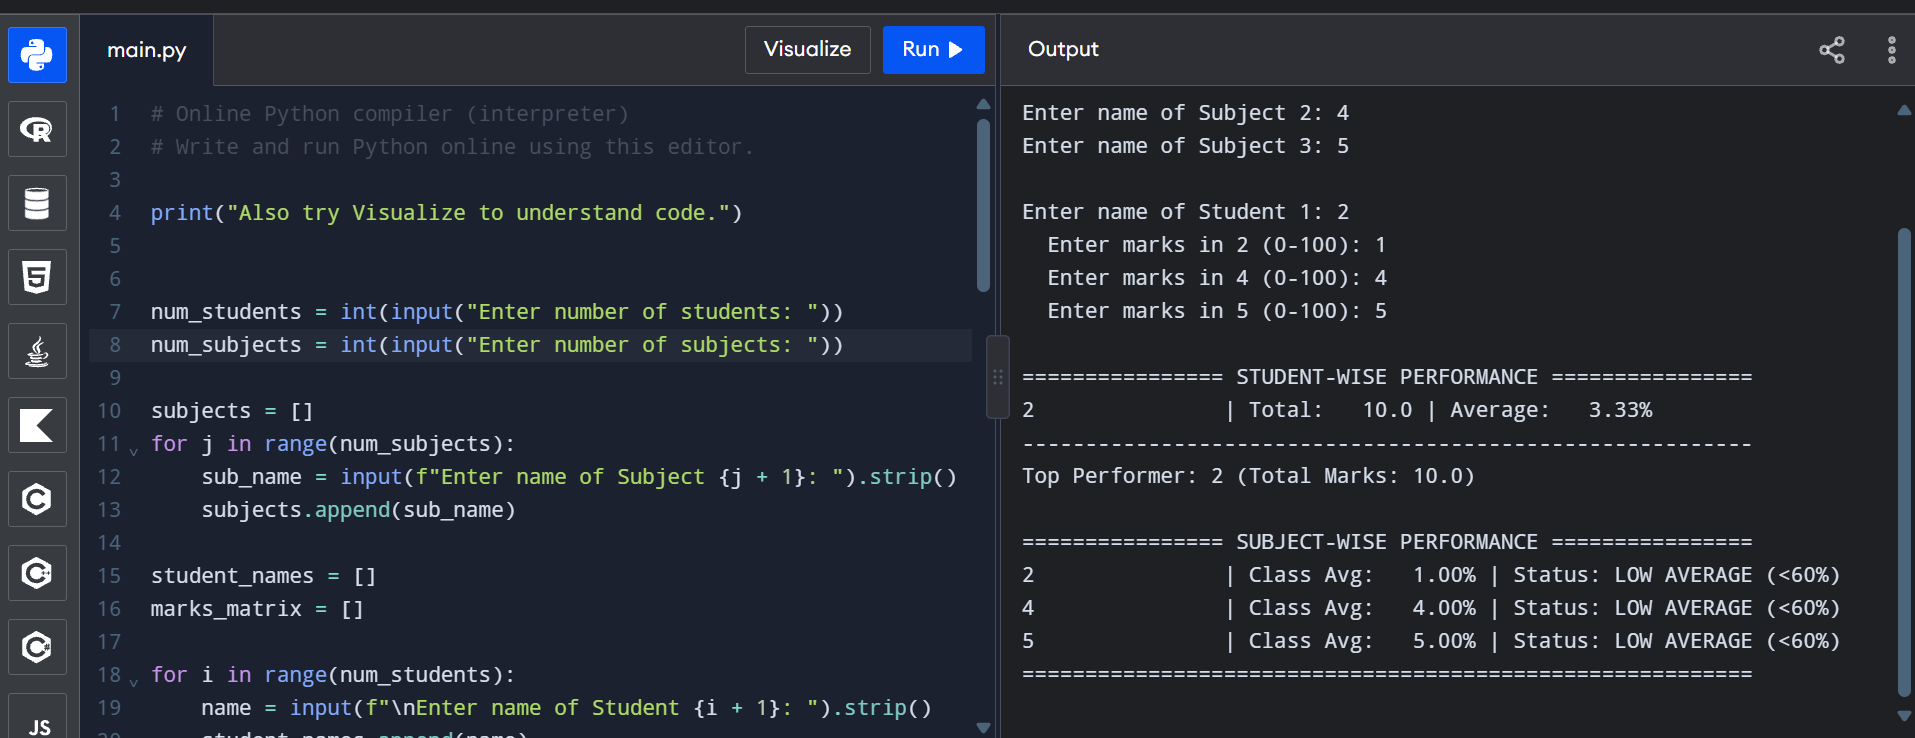 main.py
Visualize
Run
Output
1 # Online Python compiler (interpreter)
2 # Write and run Python online using this editor.
3
4 print("Also try Visualize to understand code.")
5
6
7 num_students = int(input("Enter number of students: "))
8 num_subjects = int(input("Enter number of subjects: "))
9
10 subjects = []
11 for j in range(num_subjects):
12     sub_name = input(f"Enter name of Subject {j + 1}: ").strip()
13     subjects.append(sub_name)
14
15 student_names = []
16 marks_matrix = []
17
18 for i in range(num_students):
19     name = input(f"\nEnter name of Student {i + 1}: ").strip()
20     student_names.append(name)
Enter name of Subject 2: 4
Enter name of Subject 3: 5

Enter name of Student 1: 2
  Enter marks in 2 (0-100): 1
  Enter marks in 4 (0-100): 4
  Enter marks in 5 (0-100): 5

================ STUDENT-WISE PERFORMANCE ================
2               | Total:   10.0 | Average:   3.33%
----------------------------------------------------------
Top Performer: 2 (Total Marks: 10.0)

================ SUBJECT-WISE PERFORMANCE ================
2               | Class Avg:   1.00% | Status: LOW AVERAGE (<60%)
4               | Class Avg:   4.00% | Status: LOW AVERAGE (<60%)
5               | Class Avg:   5.00% | Status: LOW AVERAGE (<60%)
==========================================================
R
5
C
C++
C#
JS